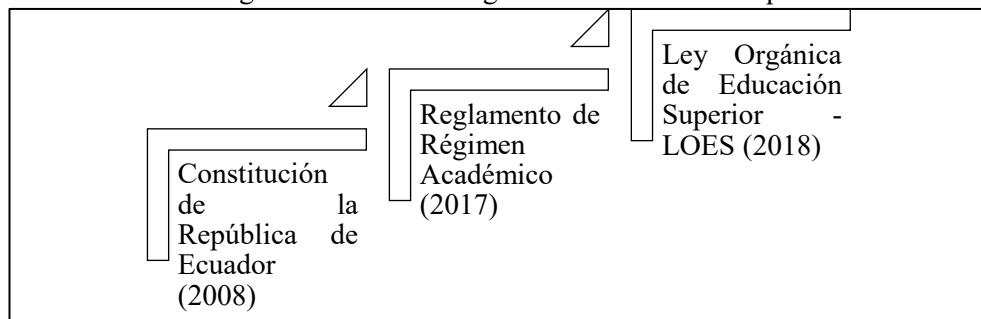 Constitución
de la
República de
Ecuador
(2008)
Reglamento de
Régimen
Académico
(2017)
Ley Orgánica
de Educación
Superior -
LOES (2018)